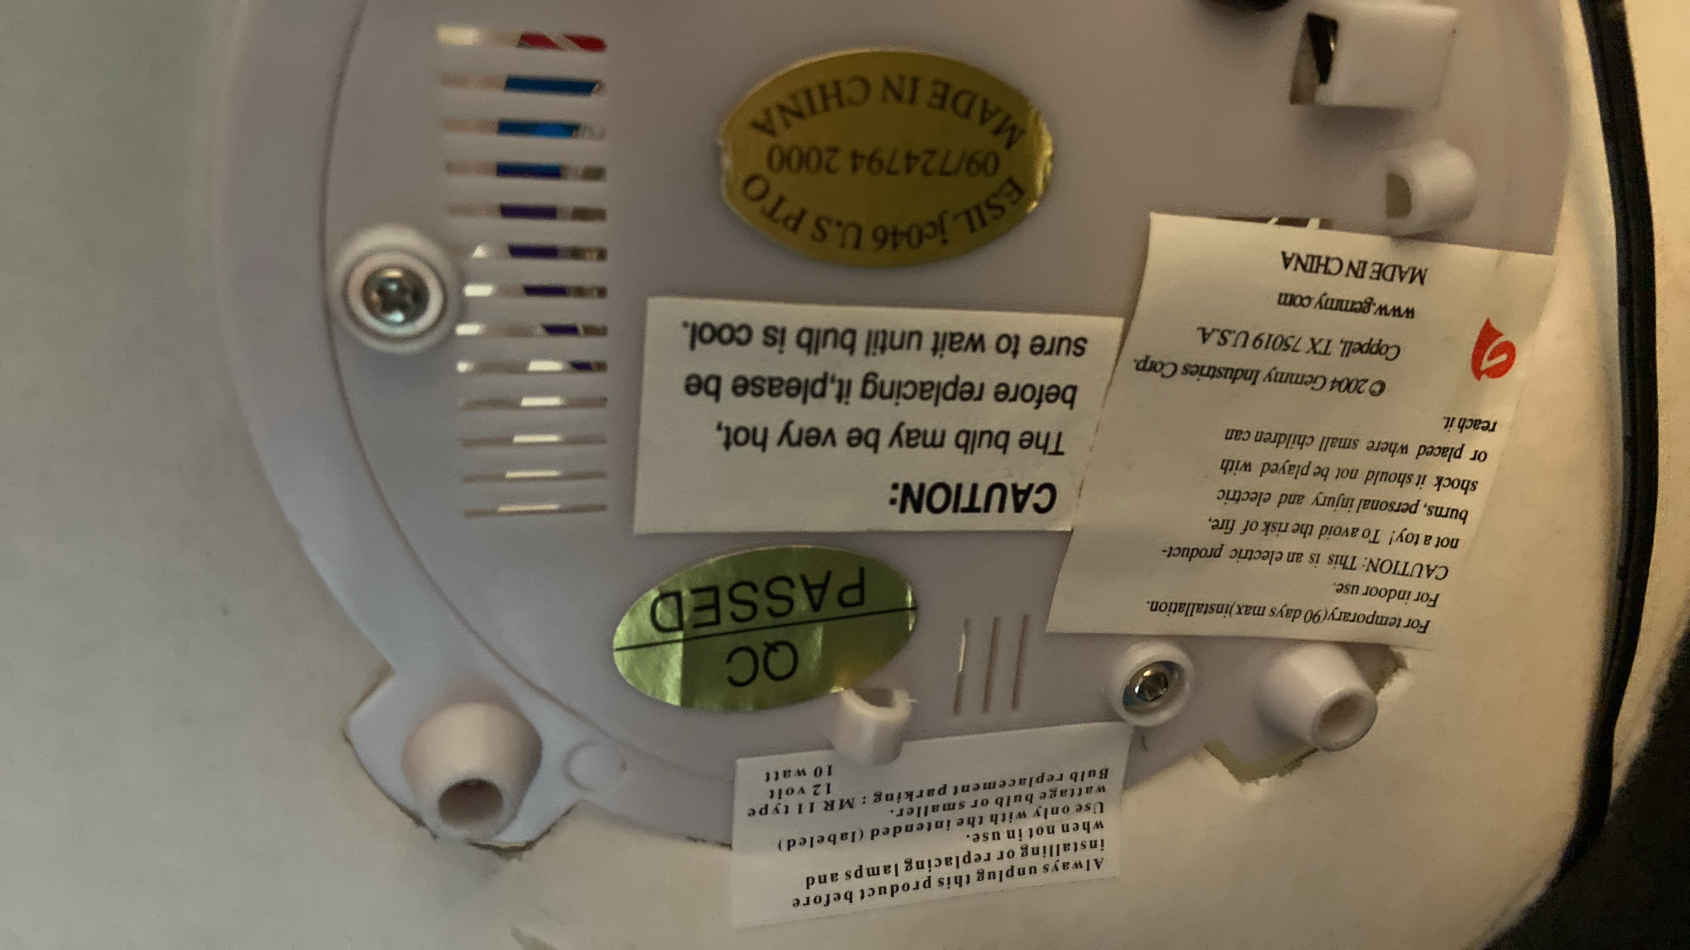 Always unplug this product before
installing or replacing lamps and
when not in use.
Use only with the intended (labeled)
wattage bulb or smaller.
Bulb replacement parking : MR 11 type
12 volt
10 watt
QC
PASSED
For temporary(90 days max)installation.
For indoor use.
CAUTION: This is an electric product-
not a toy! To avoid the risk of fire,
burns, personal injury and electric
shock it should not be played with
or placed where small children can
reach it.
©2004 Gemmy Industries Corp.
Coppell, TX 75019 U.S.A.
www.gemmy.com
MADE IN CHINA
CAUTION:
The bulb may be very hot,
before replacing it,please be
sure to wait until bulb is cool.
ESIL jc046 U.S PTO
09/724794 2000
MADE IN CHINA